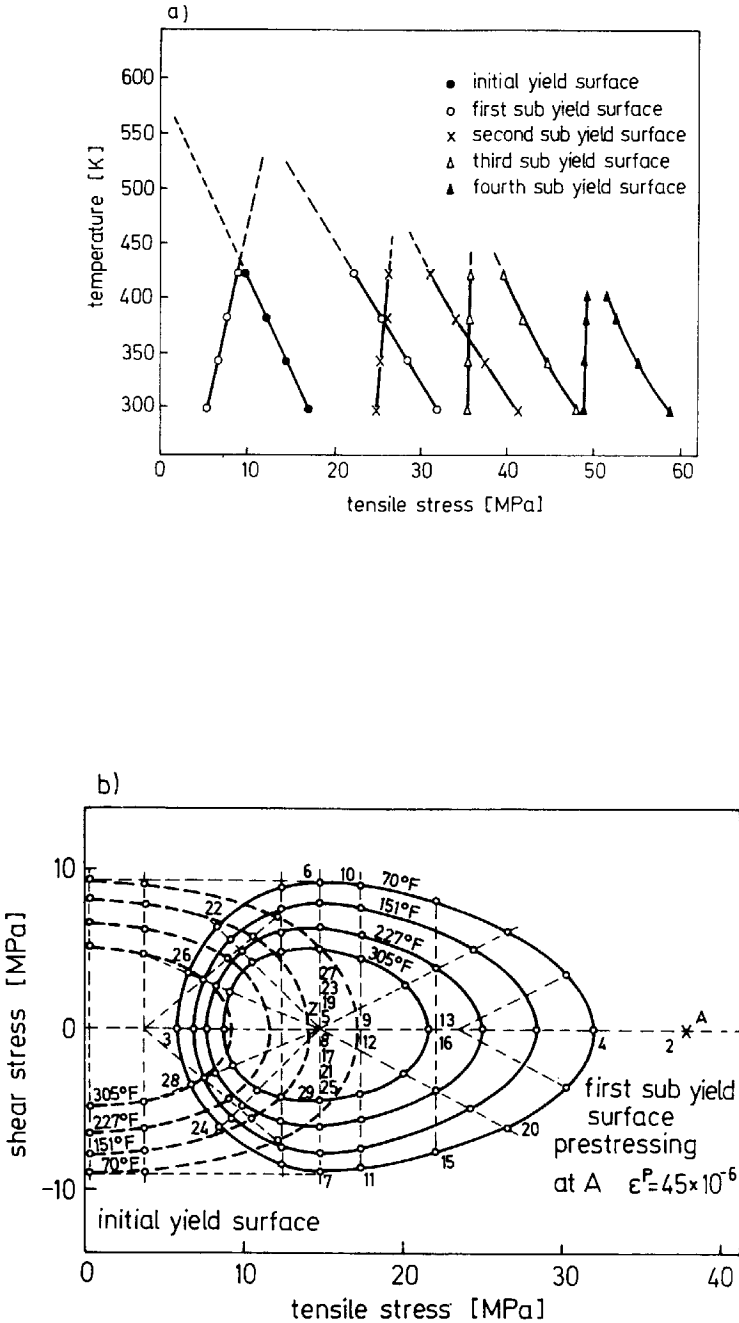 a)
600
550
500
450
400
350
300
temperature [K]
● initial yield surface
○ first sub yield surface
× second sub yield surface
△ third sub yield surface
▲ fourth sub yield surface
0 10 20 30 40 50 60
tensile stress [MPa]
b)
10
0
-10
shear stress [MPa]
6 10 70°F
22 151°F
26 227°F
305°F
27
23
19
5 9 13 A
3 8 12 16 4 2
17
21
28 29 25
24 20
7 11 15
305°F
227°F
151°F
70°F
first sub yield
surface
prestressing
at A εᴾ=45×10⁻⁶
initial yield surface
0 10 20 30 40
tensile stress [MPa]